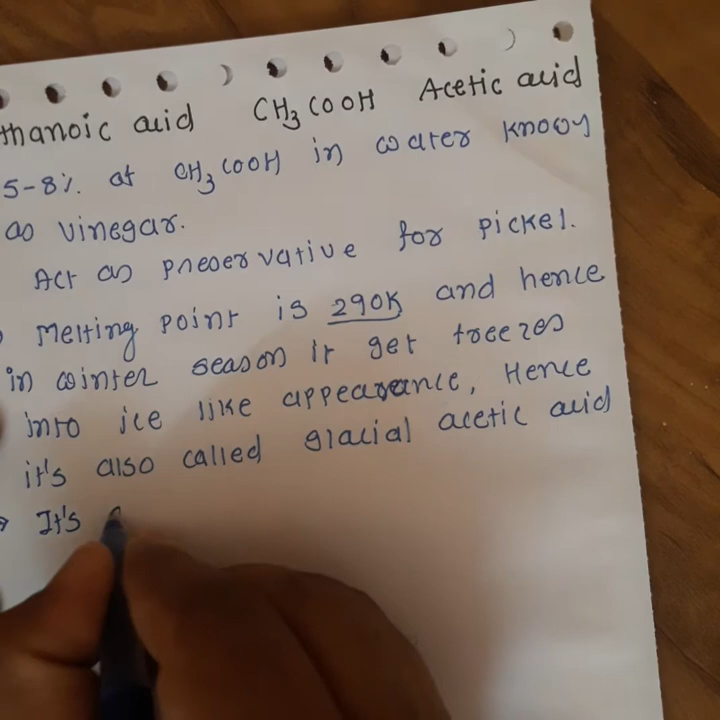 thanoic acid CH3COOH Acetic acid
5-8% of CH3COOH in water known
as vinegar.
Act as preservative for pickel.
Melting point is 290K and hence
in winter season it get freezes
into ice like appearance, Hence
it's also called glacial acetic acid
→ It's